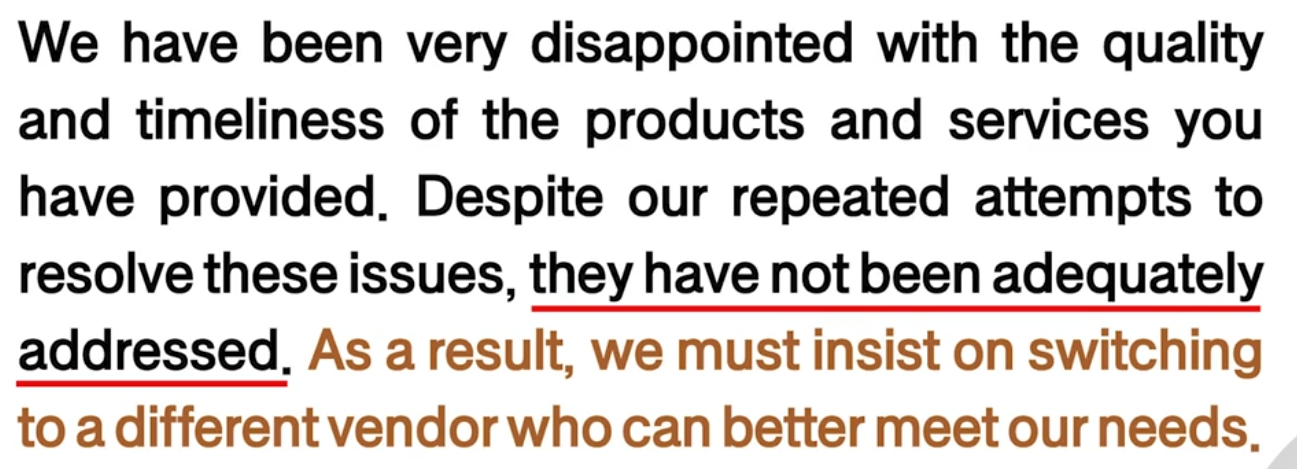 We have been very disappointed with the quality
and timeliness of the products and services you
have provided. Despite our repeated attempts to
resolve these issues, they have not been adequately
addressed. As a result, we must insist on switching
to a different vendor who can better meet our needs.